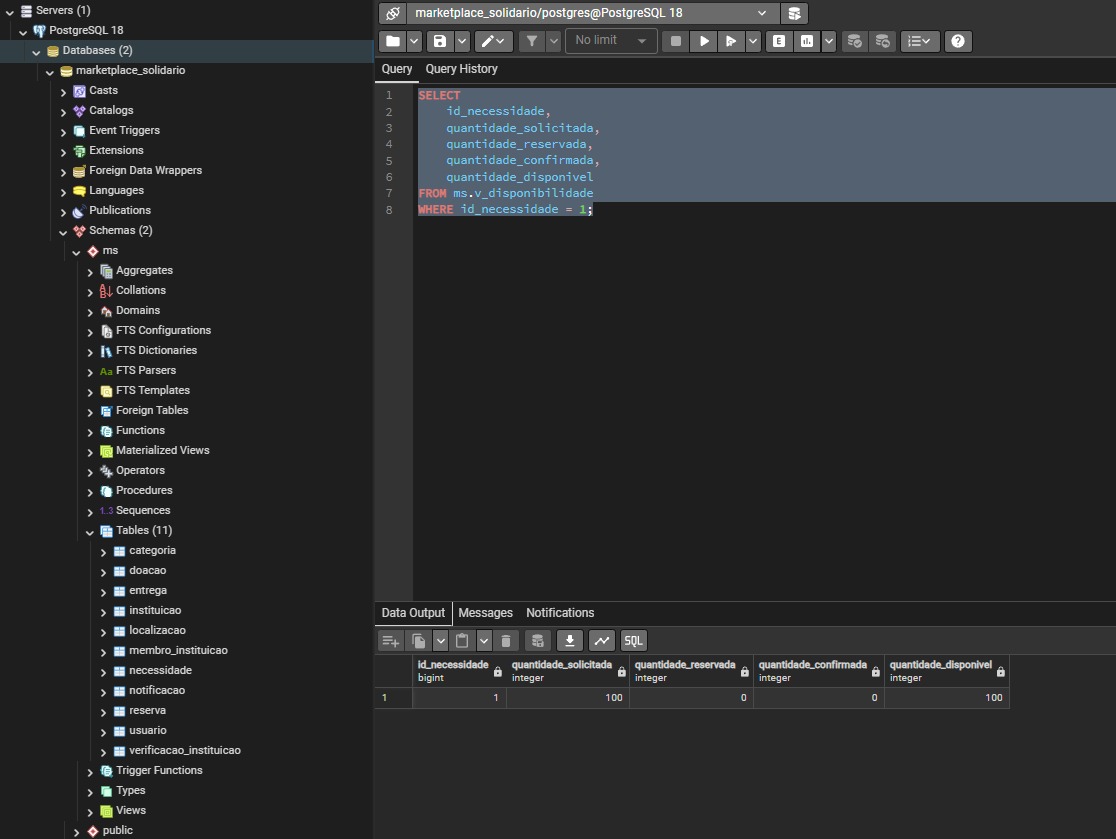 Servers (1)
PostgreSQL 18
Databases (2)
marketplace_solidario
Casts
Catalogs
Event Triggers
Extensions
Foreign Data Wrappers
Languages
Publications
Schemas (2)
ms
Aggregates
Collations
Domains
FTS Configurations
FTS Dictionaries
Aa FTS Parsers
FTS Templates
Foreign Tables
Functions
Materialized Views
Operators
Procedures
1..3 Sequences
Tables (11)
categoria
doacao
entrega
instituicao
localizacao
membro_instituicao
necessidade
notificacao
reserva
usuario
verificacao_instituicao
Trigger Functions
Types
Views
public
marketplace_solidario/postgres@PostgreSQL 18
No limit
E
Query Query History
1 SELECT
2 id_necessidade,
3 quantidade_solicitada,
4 quantidade_reservada,
5 quantidade_confirmada,
6 quantidade_disponivel
7 FROM ms.v_disponibilidade
8 WHERE id_necessidade = 1;
Data Output Messages Notifications
SQL
id_necessidade quantidade_solicitada quantidade_reservada quantidade_confirmada quantidade_disponivel
bigint integer integer integer integer
1 1 100 0 0 100